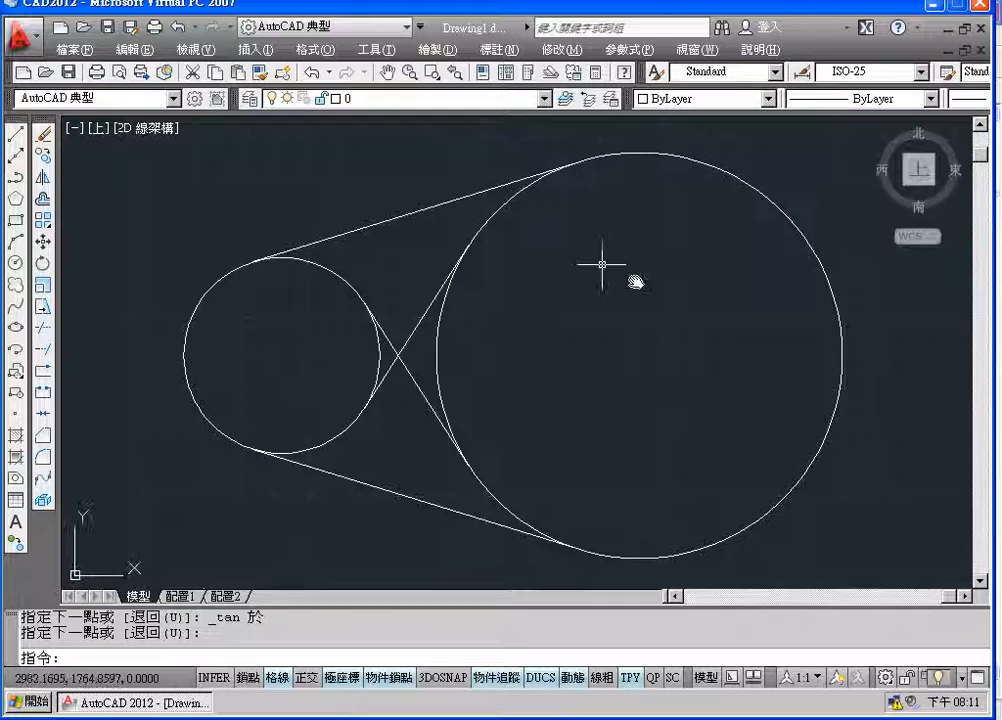 CAD2012 - Microsoft Virtual PC 2007
AutoCAD 典型
Drawing1.d...
鍵入關鍵字或詞組
登入
檔案(F) 編輯(E) 檢視(V) 插入(I) 格式(O) 工具(T) 繪製(D) 標註(N) 修改(M) 參數式(P) 視窗(W) 說明(H)
Standard ISO-25 Stand
AutoCAD 典型 0 ByLayer ByLayer
[−] [上] [2D 線架構]
北
西 上 東
南
WCS
Y
X
模型 配置1 配置2
指定下一點或 [退回(U)]: _tan 於
指定下一點或 [退回(U)]:
指令:
2982.1695, 1764.8597, 0.0000 INFER 鎖點 格線 正交 極座標 物件鎖點 3DOSNAP 物件追蹤 DUCS 動態 線粗 TPY QP SC 模型 1:1
開始 AutoCAD 2012 - [Drawin... 下午 08:11